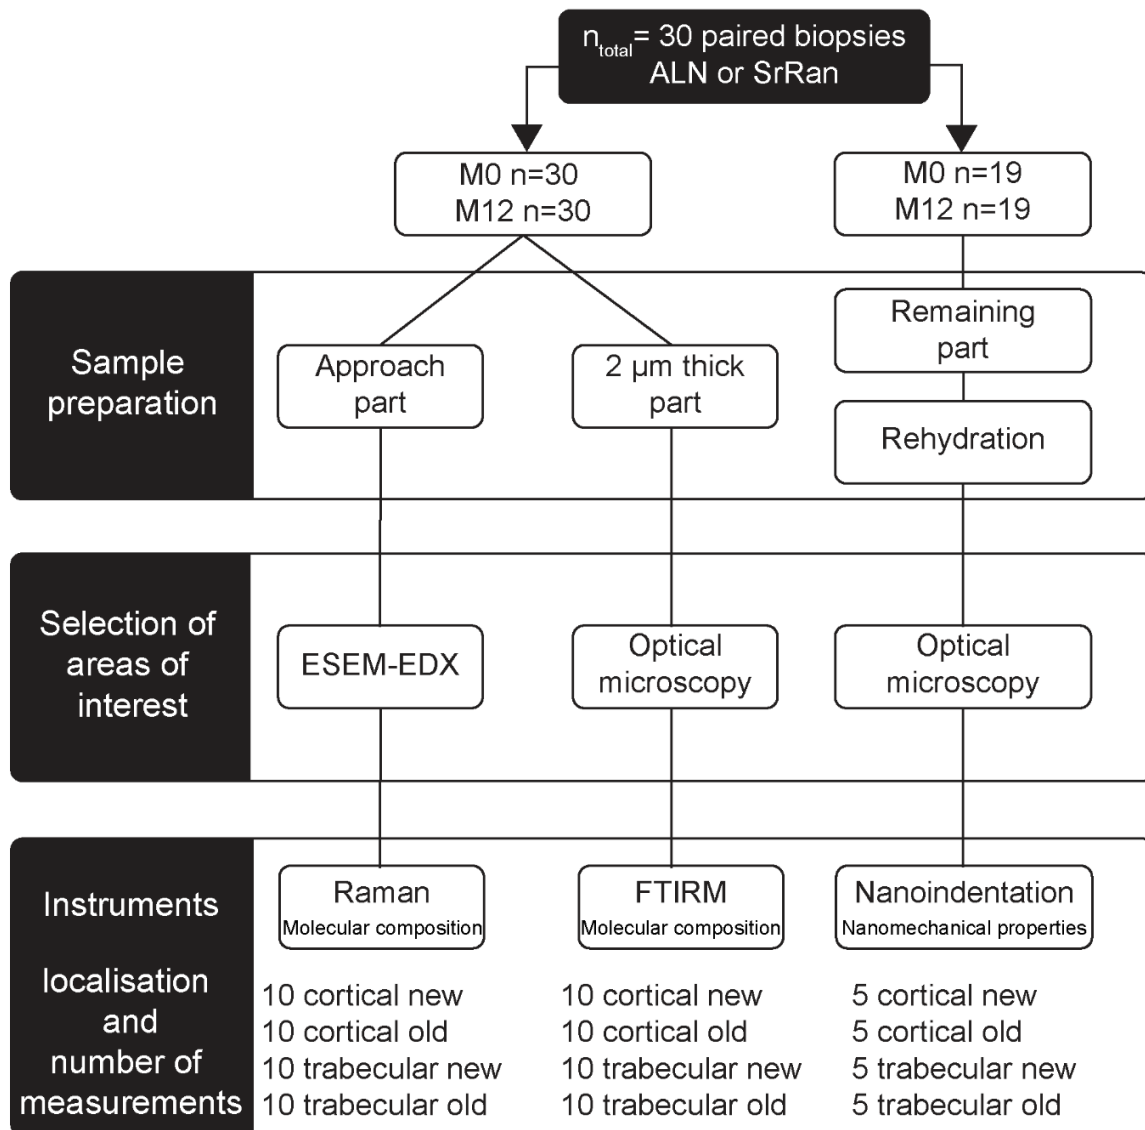 n_total = 30 paired biopsies
ALN or SrRan
M0 n=30
M12 n=30
M0 n=19
M12 n=19
Sample
preparation
Approach
part
2 µm thick
part
Remaining
part
Rehydration
Selection of
areas of
interest
ESEM-EDX
Optical
microscopy
Optical
microscopy
Instruments
localisation
and
number of
measurements
Raman
Molecular composition
10 cortical new
10 cortical old
10 trabecular new
10 trabecular old
FTIRM
Molecular composition
10 cortical new
10 cortical old
10 trabecular new
10 trabecular old
Nanoindentation
Nanomechanical properties
5 cortical new
5 cortical old
5 trabecular new
5 trabecular old